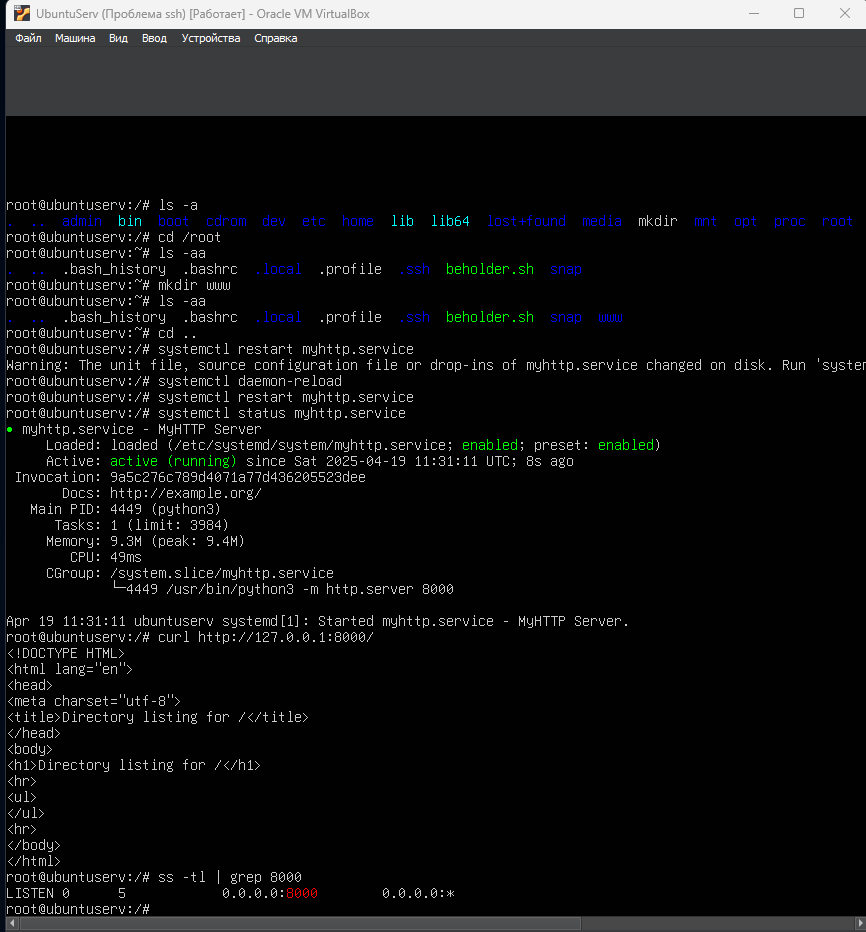 UbuntuServ (Проблема ssh) [Работает] - Oracle VM VirtualBox
Файл Машина Вид Ввод Устройства Справка
root@ubuntuserv:/# ls -a
. .. admin bin boot cdrom dev etc home lib lib64 lost+found media mkdir mnt opt proc root
root@ubuntuserv:/# cd /root
root@ubuntuserv:~# ls -aa
. .. .bash_history .bashrc .local .profile .ssh beholder.sh snap
root@ubuntuserv:~# mkdir www
root@ubuntuserv:~# ls -aa
. .. .bash_history .bashrc .local .profile .ssh beholder.sh snap www
root@ubuntuserv:~# cd ..
root@ubuntuserv:/# systemctl restart myhttp.service
Warning: The unit file, source configuration file or drop-ins of myhttp.service changed on disk. Run 'system
root@ubuntuserv:/# systemctl daemon-reload
root@ubuntuserv:/# systemctl restart myhttp.service
root@ubuntuserv:/# systemctl status myhttp.service
● myhttp.service - MyHTTP Server
Loaded: loaded (/etc/systemd/system/myhttp.service; enabled; preset: enabled)
Active: active (running) since Sat 2025-04-19 11:31:11 UTC; 8s ago
Invocation: 9a5c276c789d4071a77d436205523dee
Docs: http://example.org/
Main PID: 4449 (python3)
Tasks: 1 (limit: 3984)
Memory: 9.3M (peak: 9.4M)
CPU: 49ms
CGroup: /system.slice/myhttp.service
└─4449 /usr/bin/python3 -m http.server 8000
Apr 19 11:31:11 ubuntuserv systemd[1]: Started myhttp.service - MyHTTP Server.
root@ubuntuserv:/# curl http://127.0.0.1:8000/
<!DOCTYPE HTML>
<html lang="en">
<head>
<meta charset="utf-8">
<title>Directory listing for /</title>
</head>
<body>
<h1>Directory listing for /</h1>
<hr>
<ul>
</ul>
<hr>
</body>
</html>
root@ubuntuserv:/# ss -tl | grep 8000
LISTEN 0 5 0.0.0.0:8000 0.0.0.0:*
root@ubuntuserv:/#